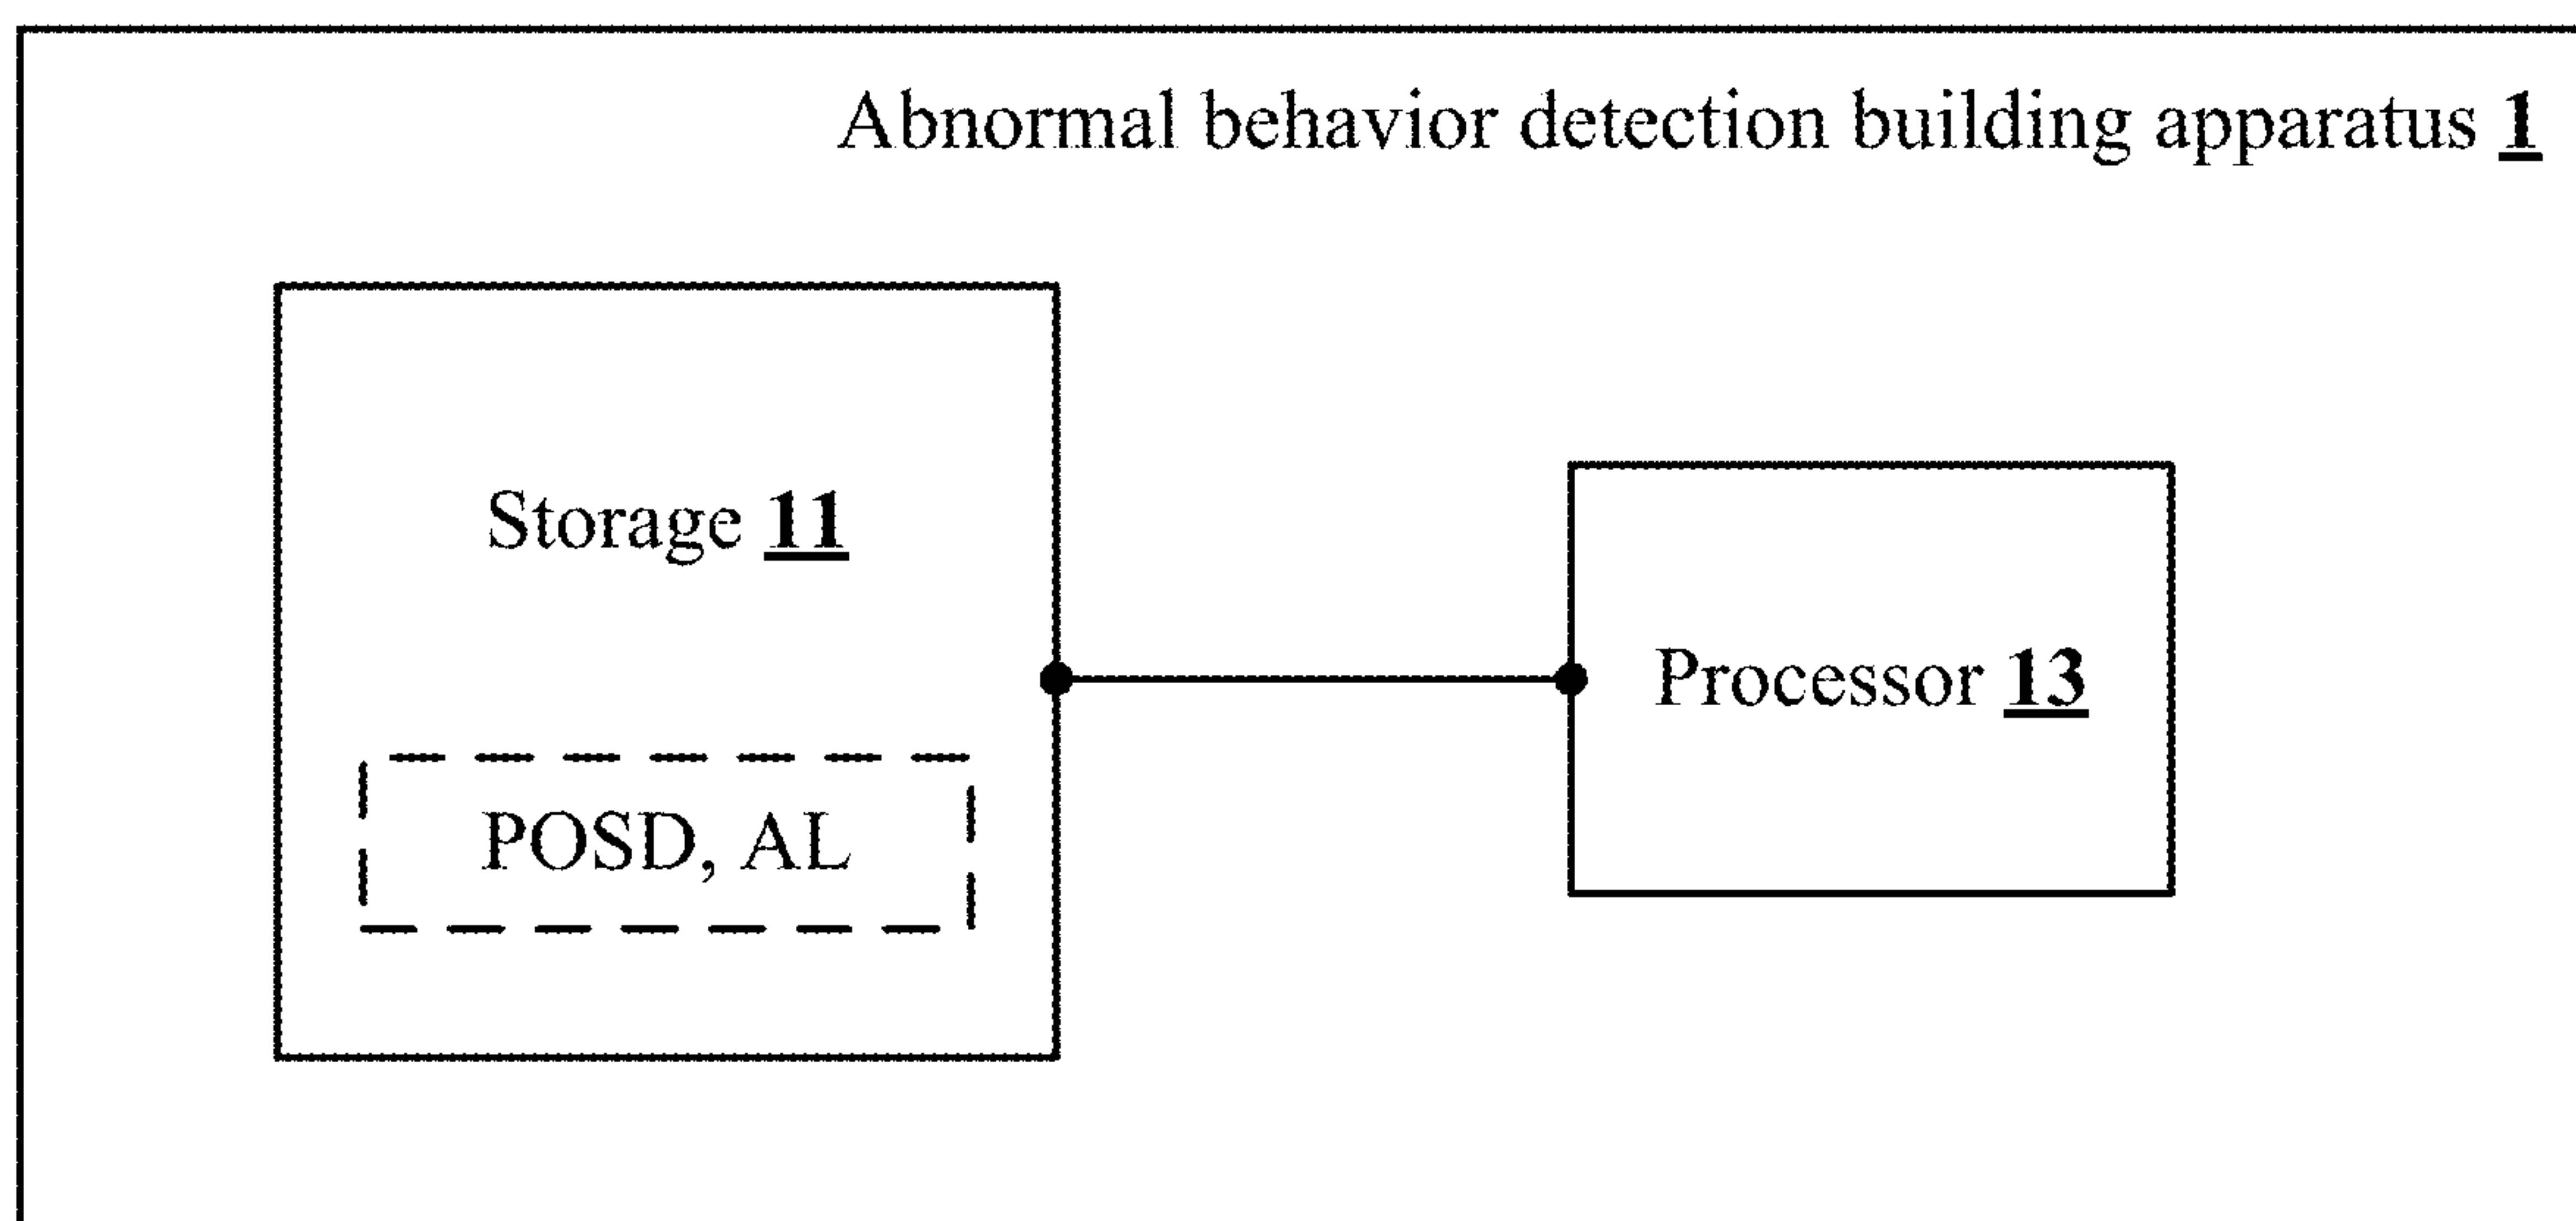 Abnormal behavior detection building apparatus 1
Storage 11
Processor 13
POSD, AL